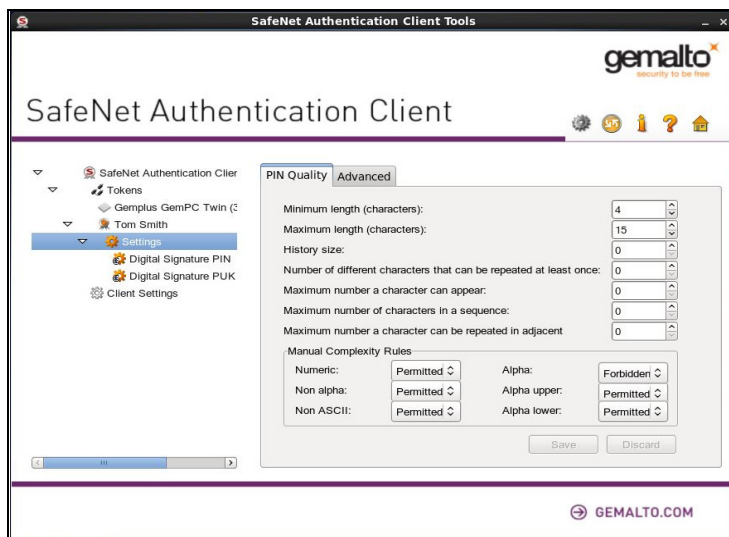 SafeNet Authentication Client Tools
gemalto
security to be free
SafeNet Authentication Client
SafeNet Authentication Clier
Tokens
Gemplus GemPC Twin (3
Tom Smith
Settings
Digital Signature PIN
Digital Signature PUK
Client Settings
PIN Quality Advanced
Minimum length (characters): 4
Maximum length (characters): 15
History size: 0
Number of different characters that can be repeated at least once: 0
Maximum number a character can appear: 0
Maximum number of characters in a sequence: 0
Maximum number a character can be repeated in adjacent 0
Manual Complexity Rules
Numeric: Permitted Alpha: Forbidden
Non alpha: Permitted Alpha upper: Permitted
Non ASCII: Permitted Alpha lower: Permitted
Save Discard
GEMALTO.COM